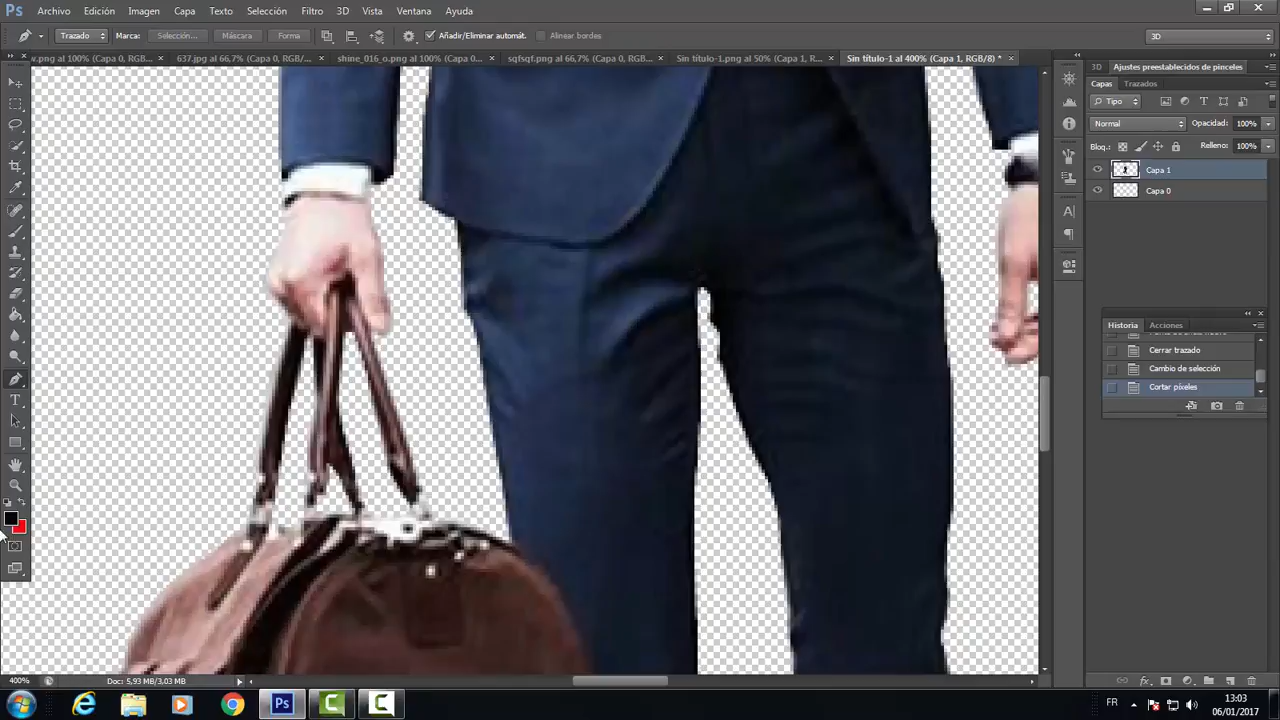 Ps Archivo Edición Imagen Capa Texto Selección Filtro 3D Vista Ventana Ayuda
Trazado Marca: Selección... Máscara Forma Añadir/Eliminar automát. Alinear bordes 3D
w.png al 100% (Capa 0, RGB... × 637.jpg al 66,7% (Capa 0, RGB/... × shine_016_o.png al 100% (Capa 0... × sqfsqf.png al 66,7% (Capa 0, RGB... × Sin título-1.png al 50% (Capa 1, R... × Sin título-1 al 400% (Capa 1, RGB/8) * ×
3D Ajustes preestablecidos de pinceles
Capas Trazados
Tipo
Normal Opacidad: 100%
Bloq.: Relleno: 100%
Capa 1
Capa 0
Historia Acciones
Cerrar trazado
Cambio de selección
Cortar píxeles
400% Doc: 5,93 MB/3,03 MB
FR 13:03
06/01/2017